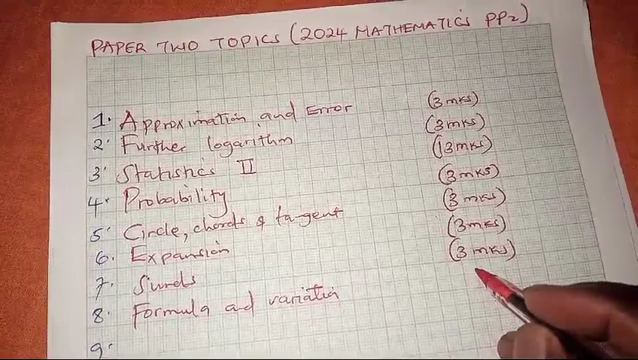 PAPER TWO TOPICS (2024 MATHEMATICS PP2)
1. Approximation and Error (3mks)
2. Further logarithm (3mks)
3. Statistics II (13mks)
4. Probability (3mks)
5. Circle, chords & tangent (3mks)
6. Expansion (3mks)
7. Surds (3mks)
8. Formula and variation
9.